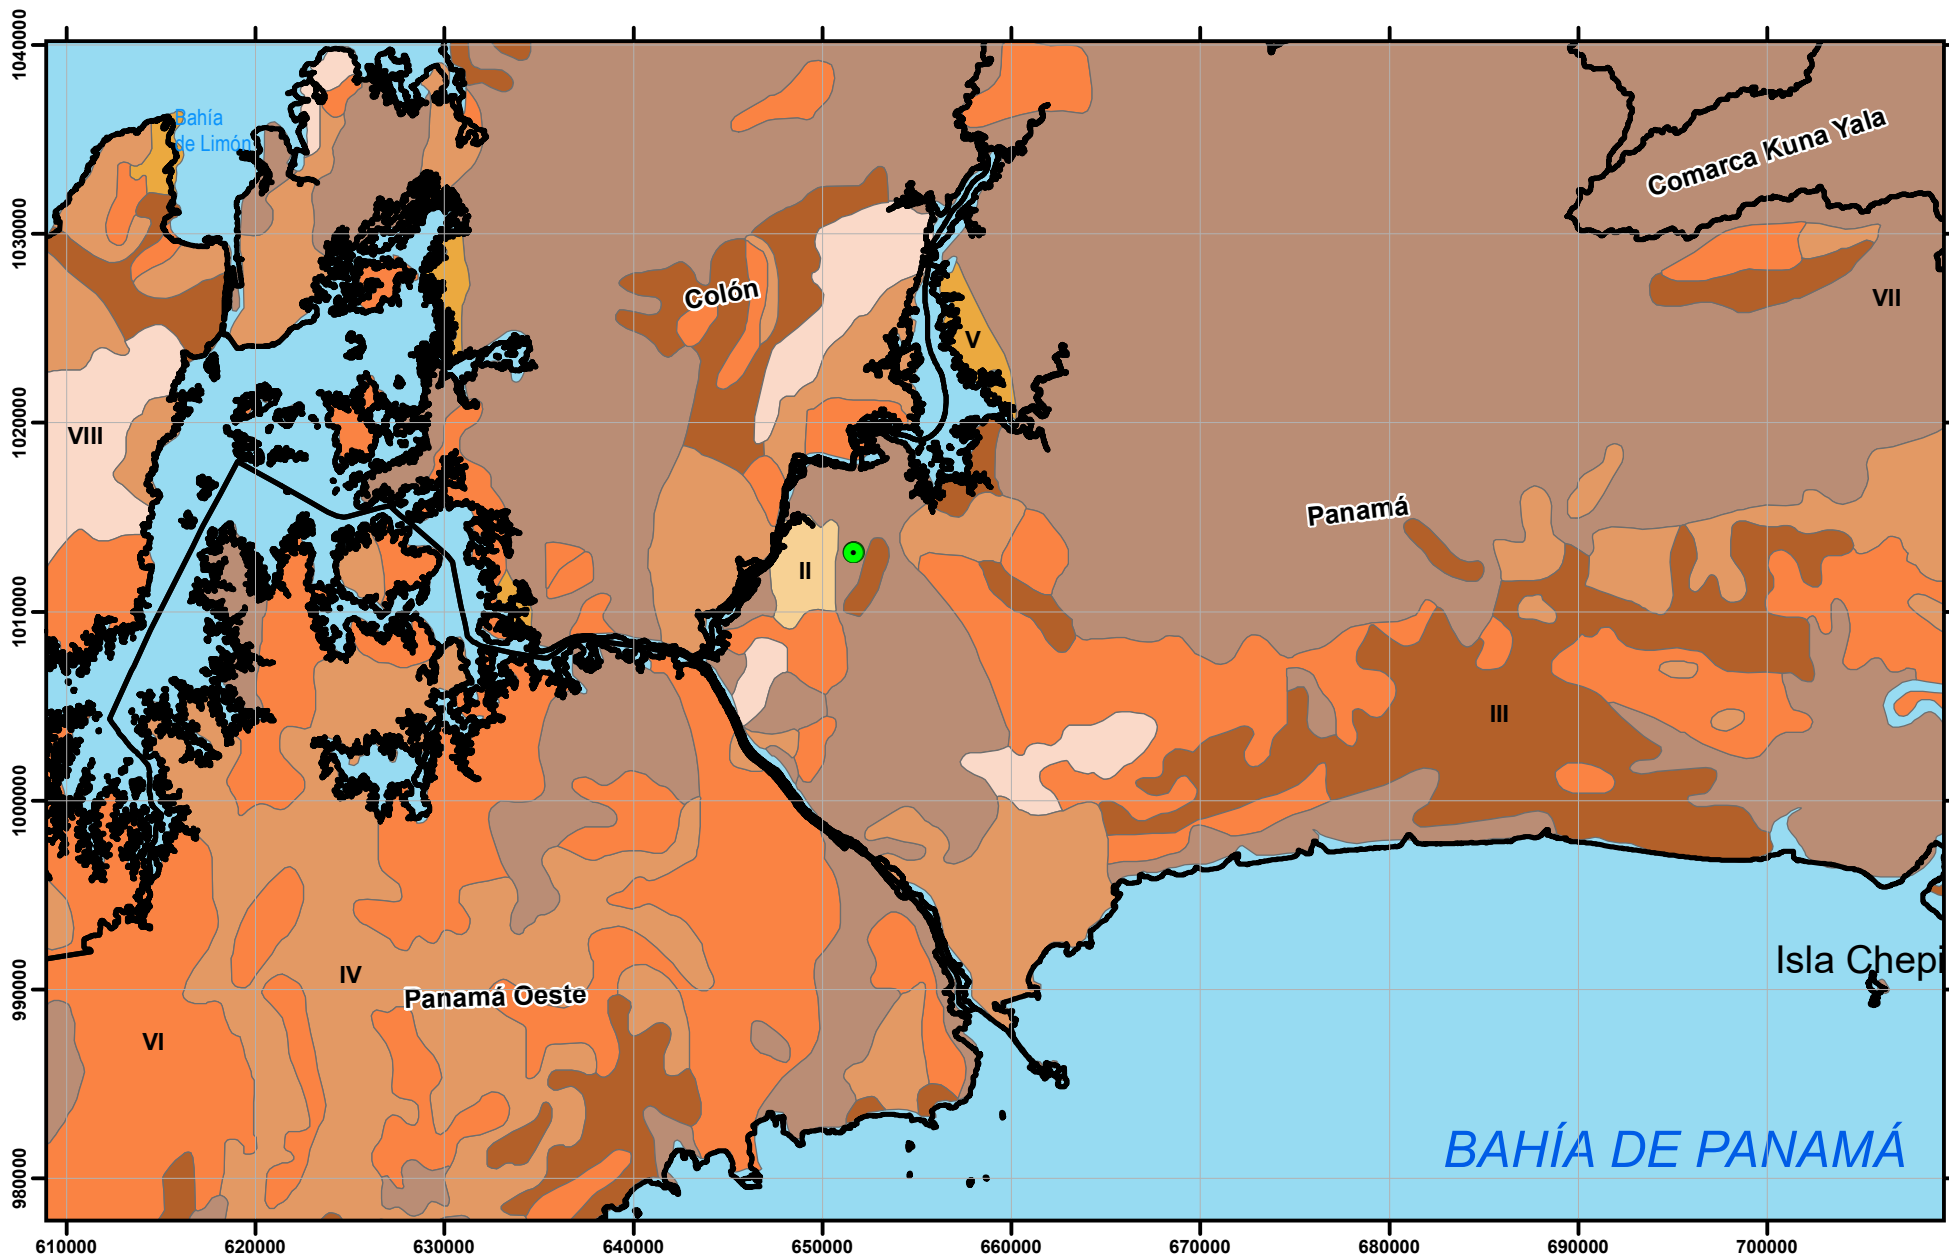 1040000
1030000
1020000
1010000
1000000
990000
980000
Bahía
de Limón
Comarca Kuna Yala
Colón
VII
V
VIII
Panamá
II
III
Isla Chepi
IV
Panamá Oeste
VI
BAHÍA DE PANAMÁ
610000 620000 630000 640000 650000 660000 670000 680000 690000 700000